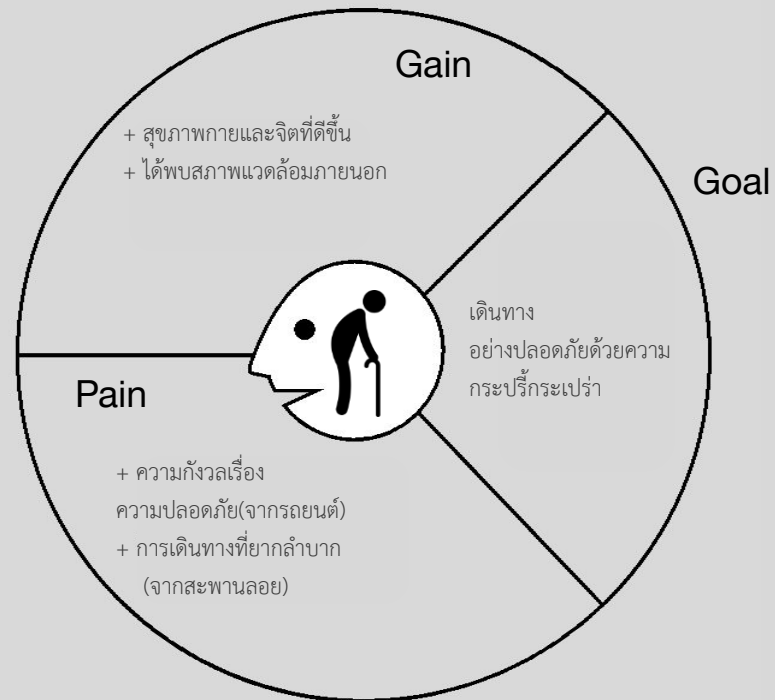 Gain
+ สุขภาพกายและจิตที่ดีขึ้น
+ ได้พบสภาพแวดล้อมภายนอก
Goal
เดินทาง
อย่างปลอดภัยด้วยความ
กระปรี้กระเปร่า
Pain
+ ความกังวลเรื่อง
ความปลอดภัย(จากรถยนต์)
+ การเดินทางที่ยากลำบาก
(จากสะพานลอย)